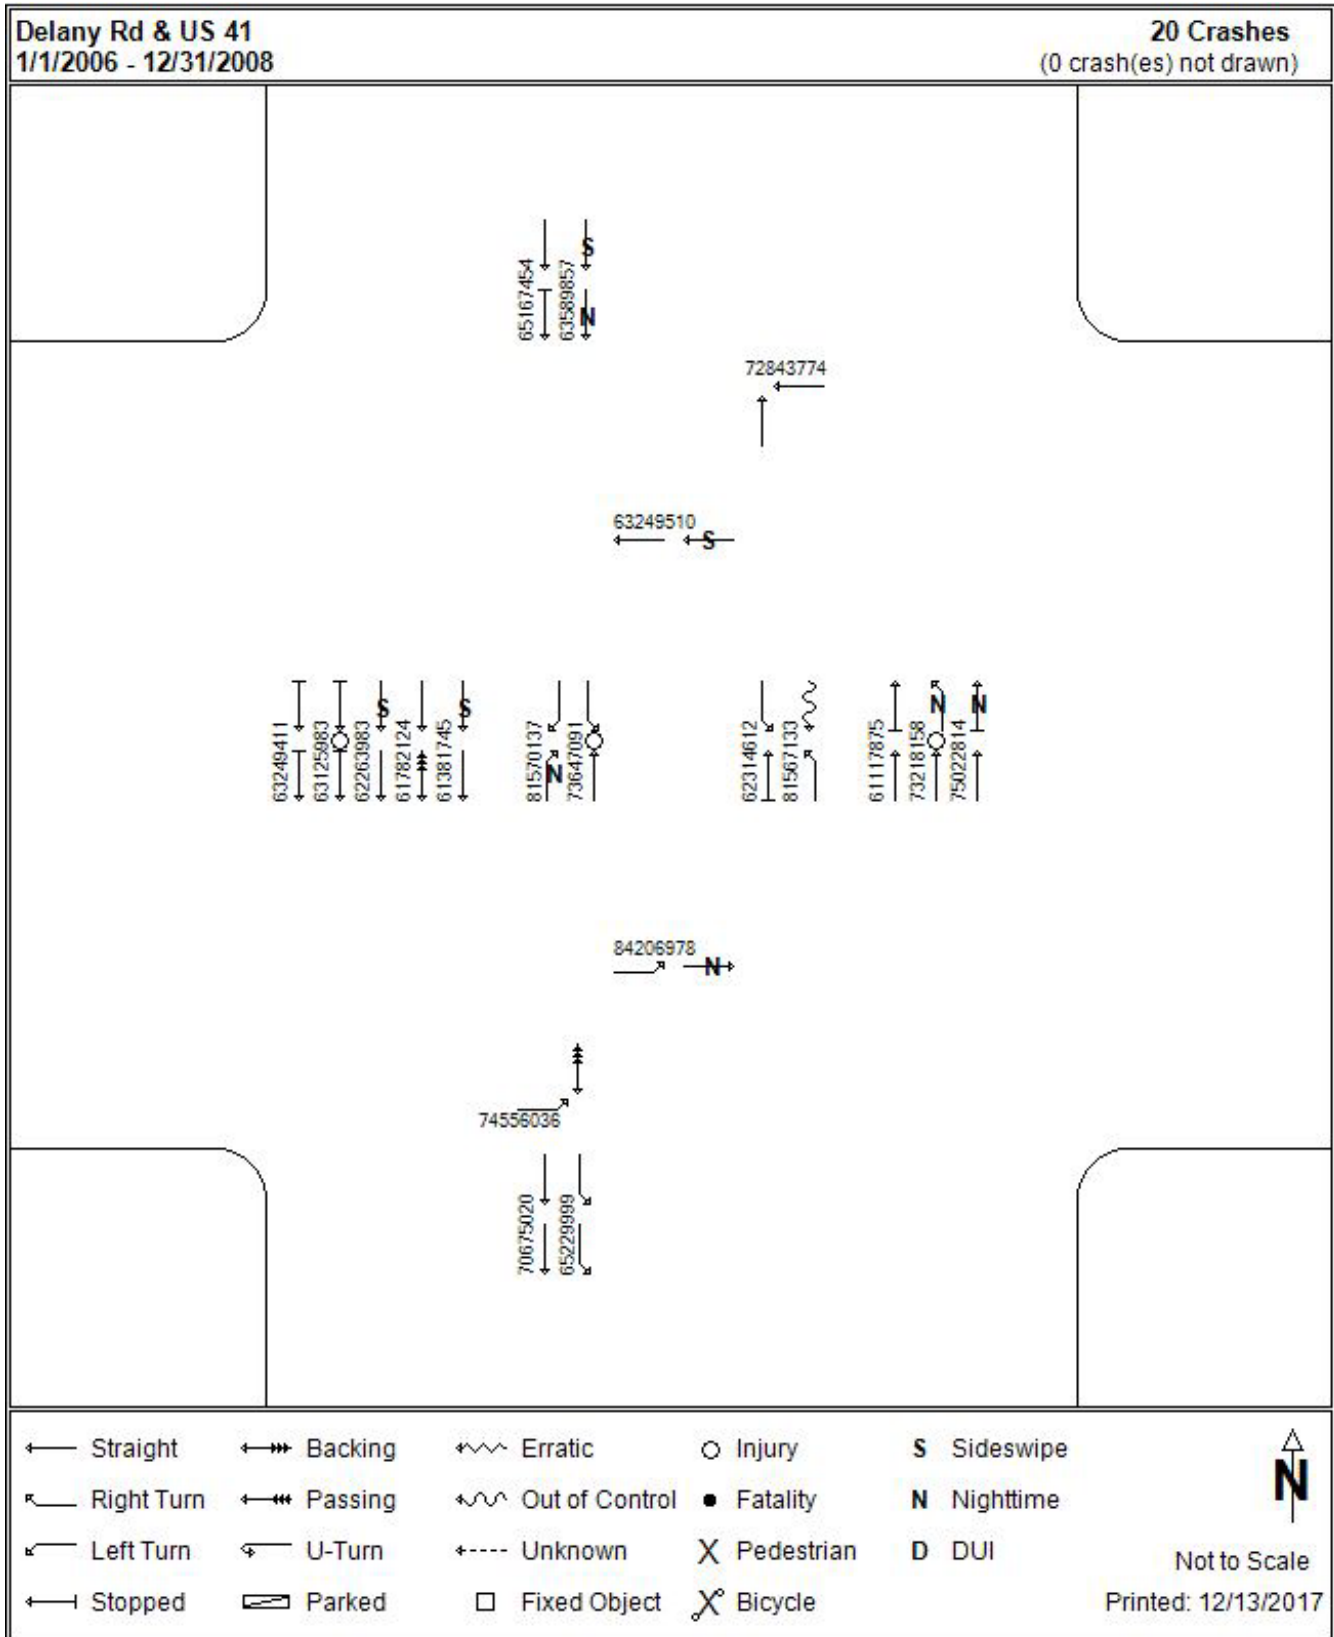 Delany Rd & US 41
1/1/2006 - 12/31/2008
20 Crashes
(0 crash(es) not drawn)
65167454
63589857
S
N
72843774
63249510
S
63249411
63125983
62263983
S
61782124
61381745
S
81570137
N
73647091
62314612
81567133
61117875
73218158
N
75022814
N
84206978
N
74556036
70675020
65229999
Straight
Backing
Erratic
Injury
S Sideswipe
Right Turn
Passing
Out of Control
Fatality
N Nighttime
Left Turn
U-Turn
Unknown
Pedestrian
D DUI
Stopped
Parked
Fixed Object
Bicycle
N
Not to Scale
Printed: 12/13/2017